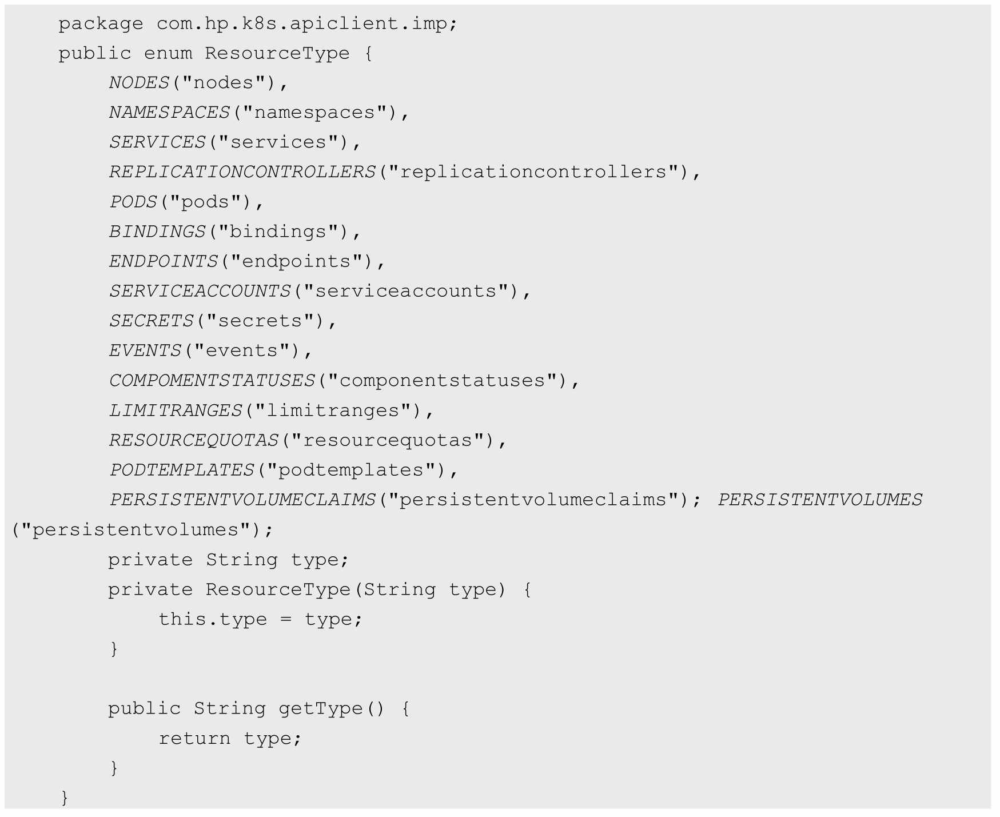 package com.hp.k8s.apiclient.imp;
public enum ResourceType {
NODES("nodes"),
NAMESPACES("namespaces"),
SERVICES("services"),
REPLICATIONCONTROLLERS("replicationcontrollers"),
PODS("pods"),
BINDINGS("bindings"),
ENDPOINTS("endpoints"),
SERVICEACCOUNTS("serviceaccounts"),
SECRETS("secrets"),
EVENTS("events"),
COMPOMENTSTATUSES("componentstatuses"),
LIMITRANGES("limitranges"),
RESOURCEQUOTAS("resourcequotas"),
PODTEMPLATES("podtemplates"),
PERSISTENTVOLUMECLAIMS("persistentvolumeclaims"); PERSISTENTVOLUMES
("persistentvolumes");
private String type;
private ResourceType(String type) {
this.type = type;
}
public String getType() {
return type;
}
}